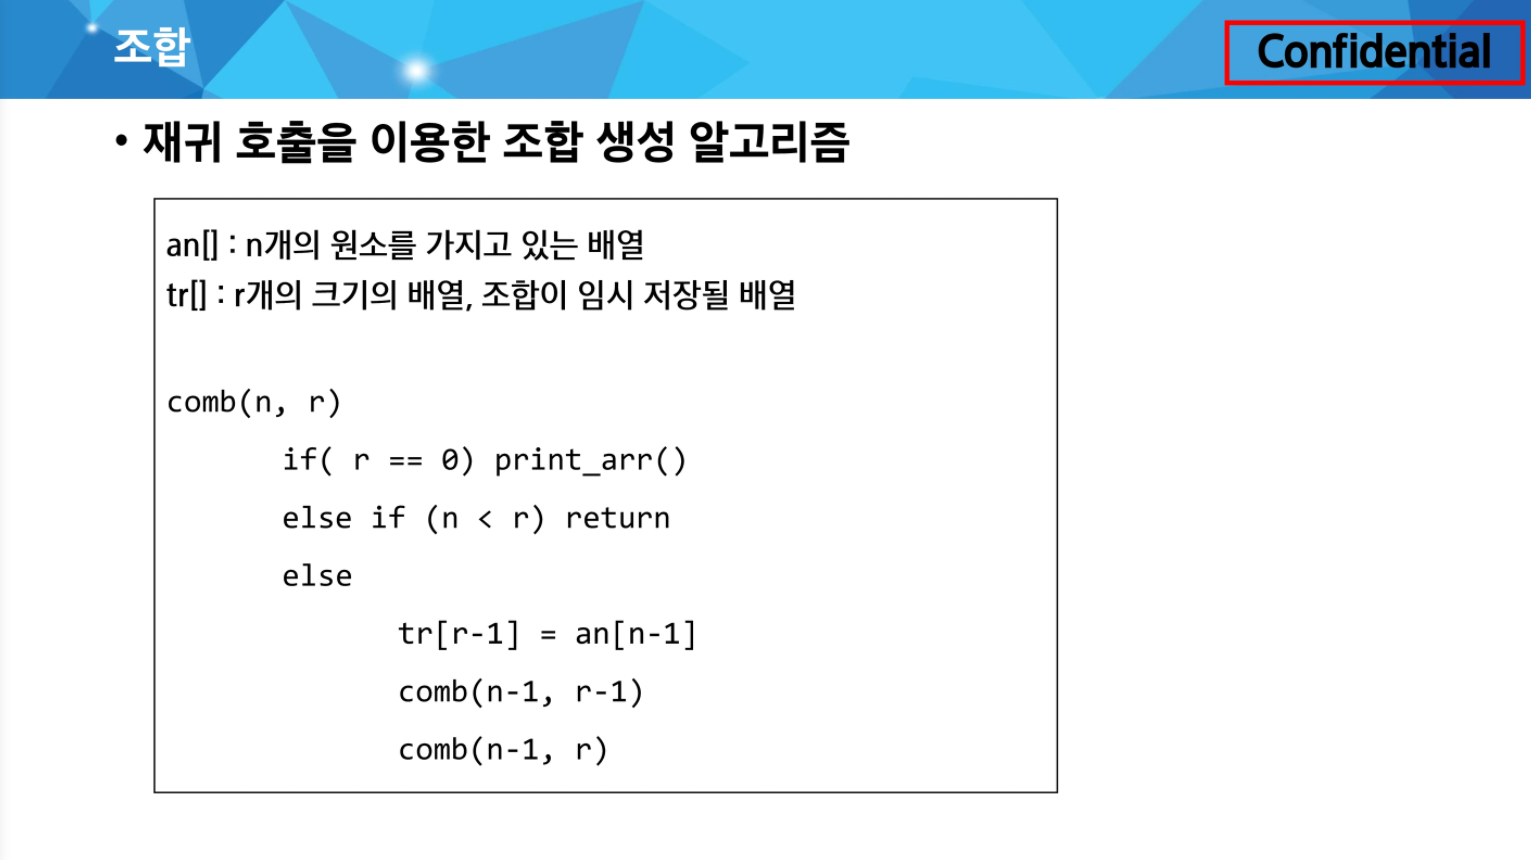 조합
Confidential
• 재귀 호출을 이용한 조합 생성 알고리즘
an[] : n개의 원소를 가지고 있는 배열
tr[] : r개의 크기의 배열, 조합이 임시 저장될 배열
comb(n, r)
if( r == 0) print_arr()
else if (n < r) return
else
tr[r-1] = an[n-1]
comb(n-1, r-1)
comb(n-1, r)